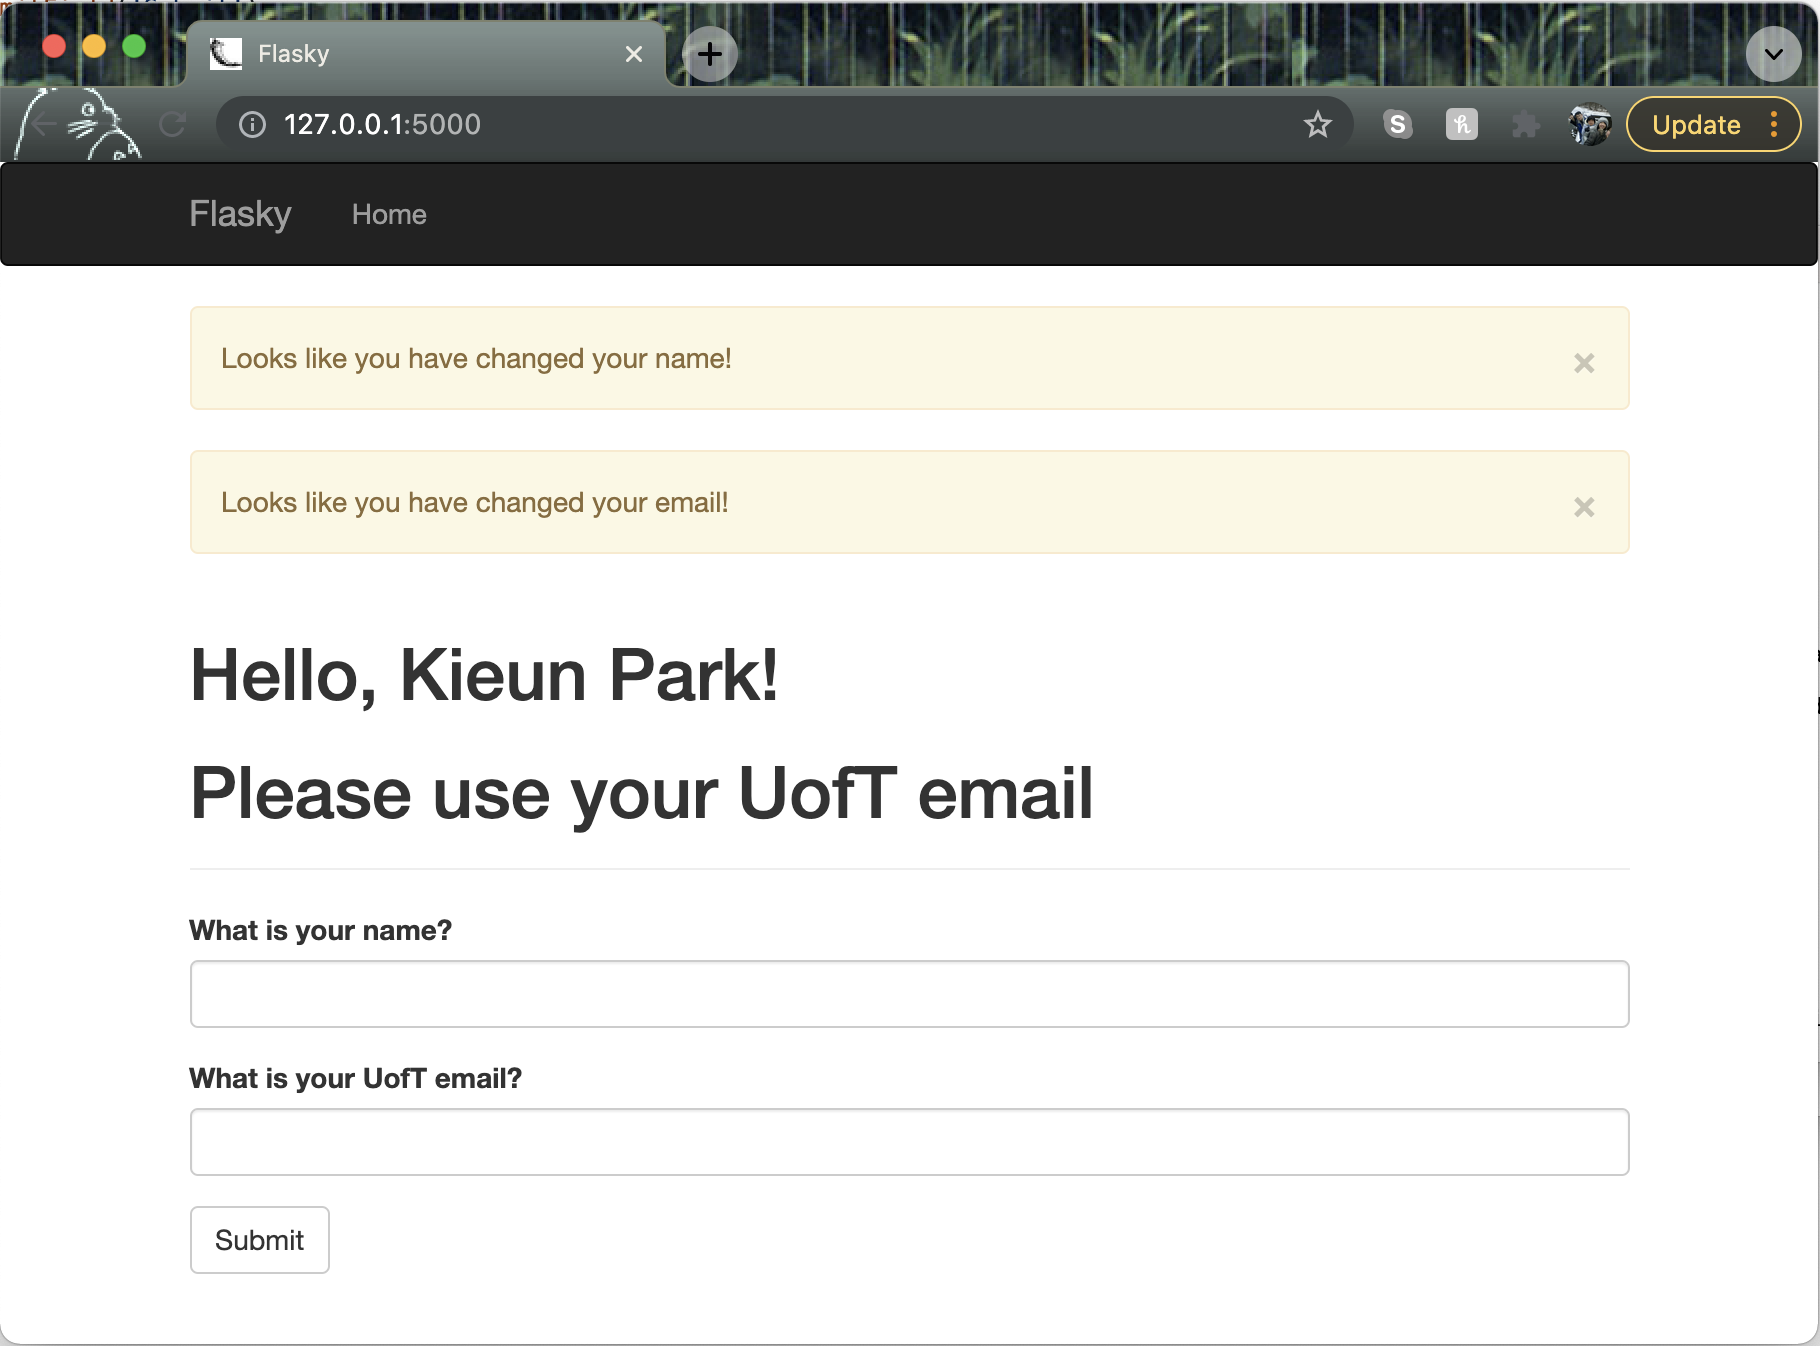 Flasky
127.0.0.1:5000
Update
Flasky Home
Looks like you have changed your name!
×
Looks like you have changed your email!
×
Hello, Kieun Park!
Please use your UofT email
What is your name?
What is your UofT email?
Submit